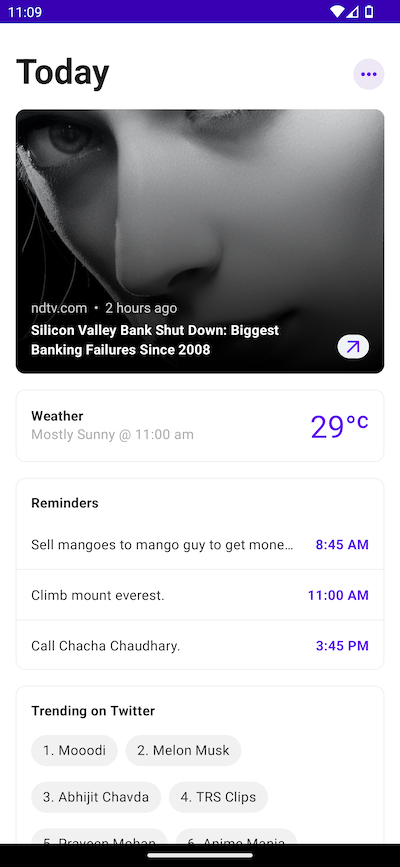 11:09
Today
ndtv.com • 2 hours ago
Silicon Valley Bank Shut Down: Biggest
Banking Failures Since 2008
Weather
Mostly Sunny @ 11:00 am
29°C
Reminders
Sell mangoes to mango guy to get mone… 8:45 AM
Climb mount everest. 11:00 AM
Call Chacha Chaudhary. 3:45 PM
Trending on Twitter
1. Mooodi 2. Melon Musk
3. Abhijit Chavda 4. TRS Clips
5. Praveen Mohan 6. Anime Mania